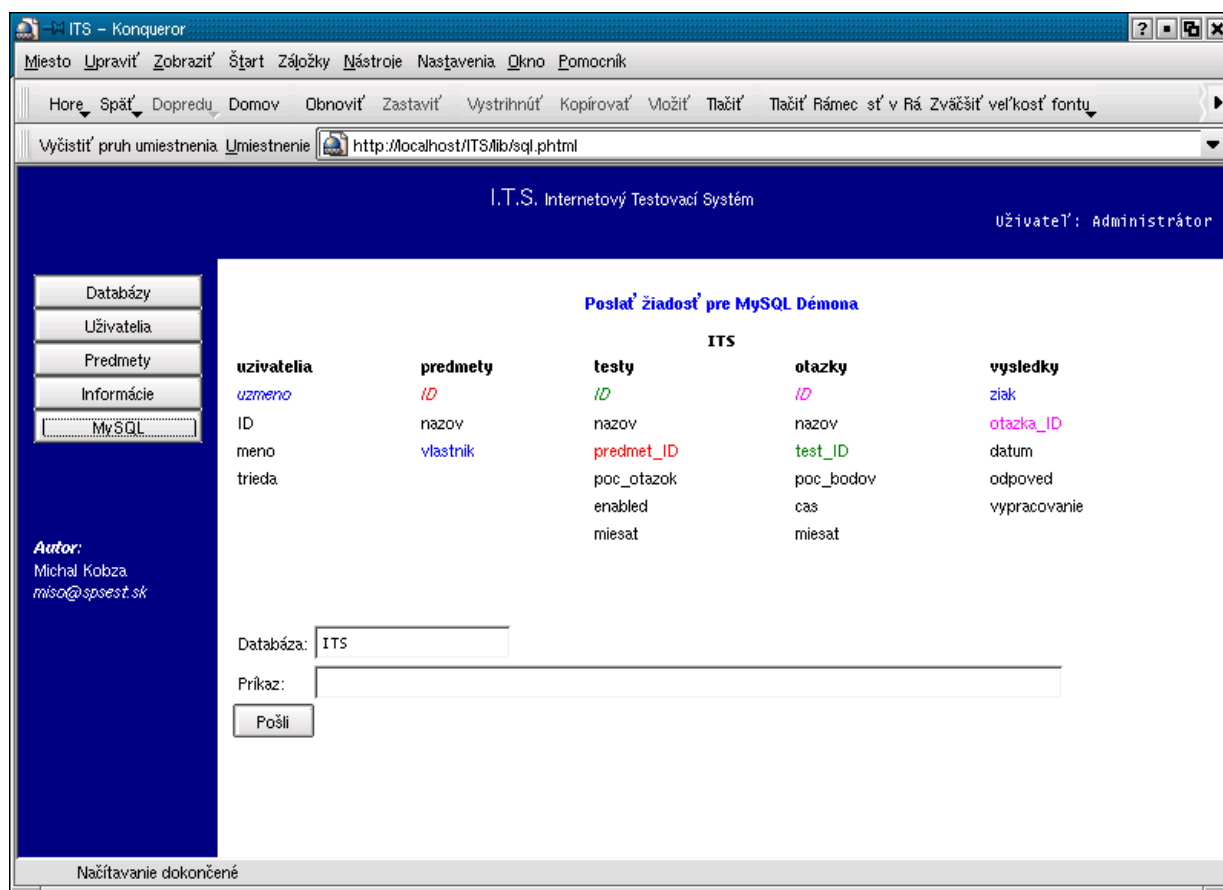 ITS – Konqueror
Miesto Upraviť Zobraziť Štart Záložky Nástroje Nastavenia Okno Pomocník
Hore Späť Dopredu Domov Obnoviť Zastaviť Vystrihnúť Kopírovať Vložiť Tlačiť Tlačiť Rámec sť v Rá Zväčšiť veľkosť fontu
Vyčistiť pruh umiestnenia Umiestnenie http://localhost/ITS/lib/sql.phtml
I.T.S. Internetový Testovací Systém
Užívateľ: Administrátor
Databázy
Uživatelia
Predmety
Informácie
MySQL
Autor:
Michal Kobza
miso@spsest.sk
Poslať žiadosť pre MySQL Démona
ITS
uzivatelia predmety testy otazky vysledky
uzmeno ID ID ID ziak
ID nazov nazov nazov otazka_ID
meno vlastnik predmet_ID test_ID datum
trieda poc_otazok poc_bodov odpoved
enabled cas vypracovanie
miesat miesat
Databáza: ITS
Príkaz:
Pošli
Načítavanie dokončené